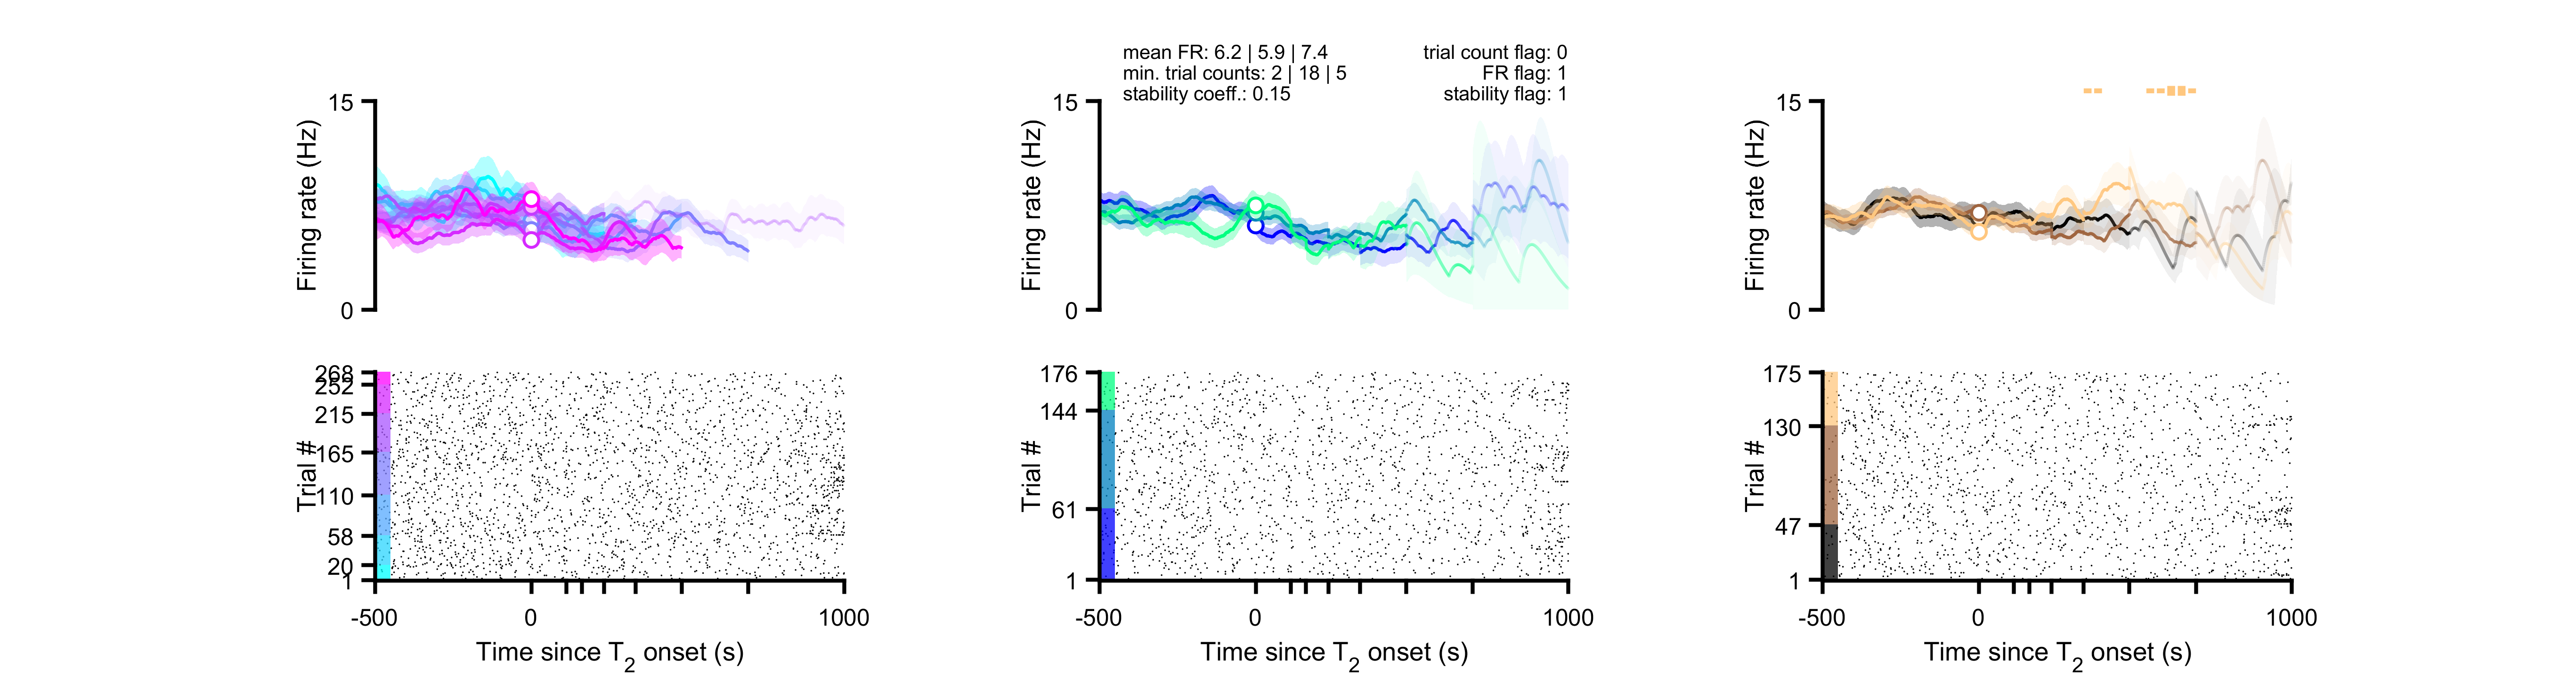 mean FR: 6.2 | 5.9 | 7.4
min. trial counts: 2 | 18 | 5
stability coeff.: 0.15
trial count flag: 0
FR flag: 1
stability flag: 1
15
Firing rate (Hz)
0
15
Firing rate (Hz)
0
15
Firing rate (Hz)
0
268
252
215
165
110
58
20
1
Trial #
-500
0
1000
Time since T2 onset (s)
176
144
61
1
Trial #
-500
0
1000
Time since T2 onset (s)
175
130
47
1
Trial #
-500
0
1000
Time since T2 onset (s)